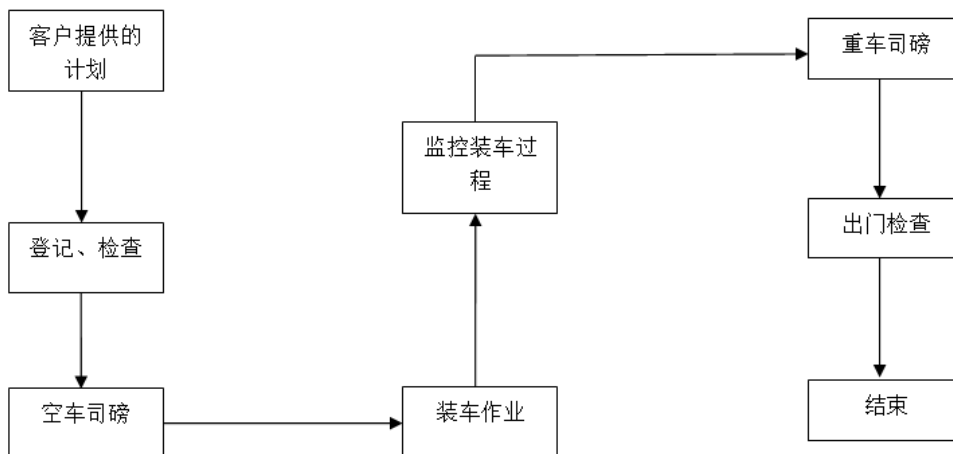 客户提供的
计划
登记、检查
空车司磅
装车作业
监控装车过
程
重车司磅
出门检查
结束